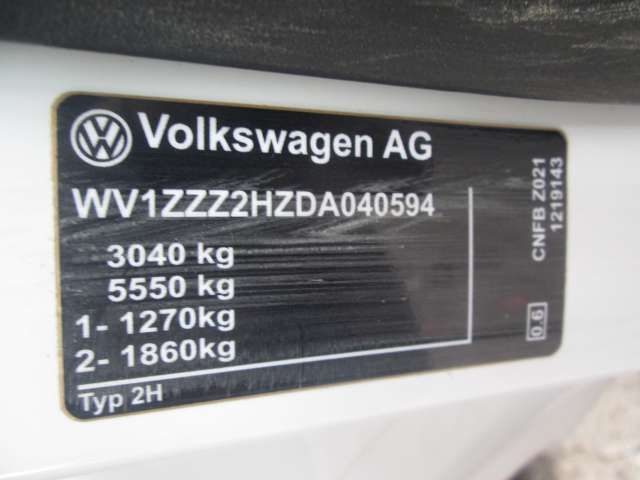 Volkswagen AG
WV1ZZZ2HZDA040594
3040 kg
5550 kg
1- 1270kg
2- 1860kg
Typ 2H
CNFB Z021
1219143
0.6